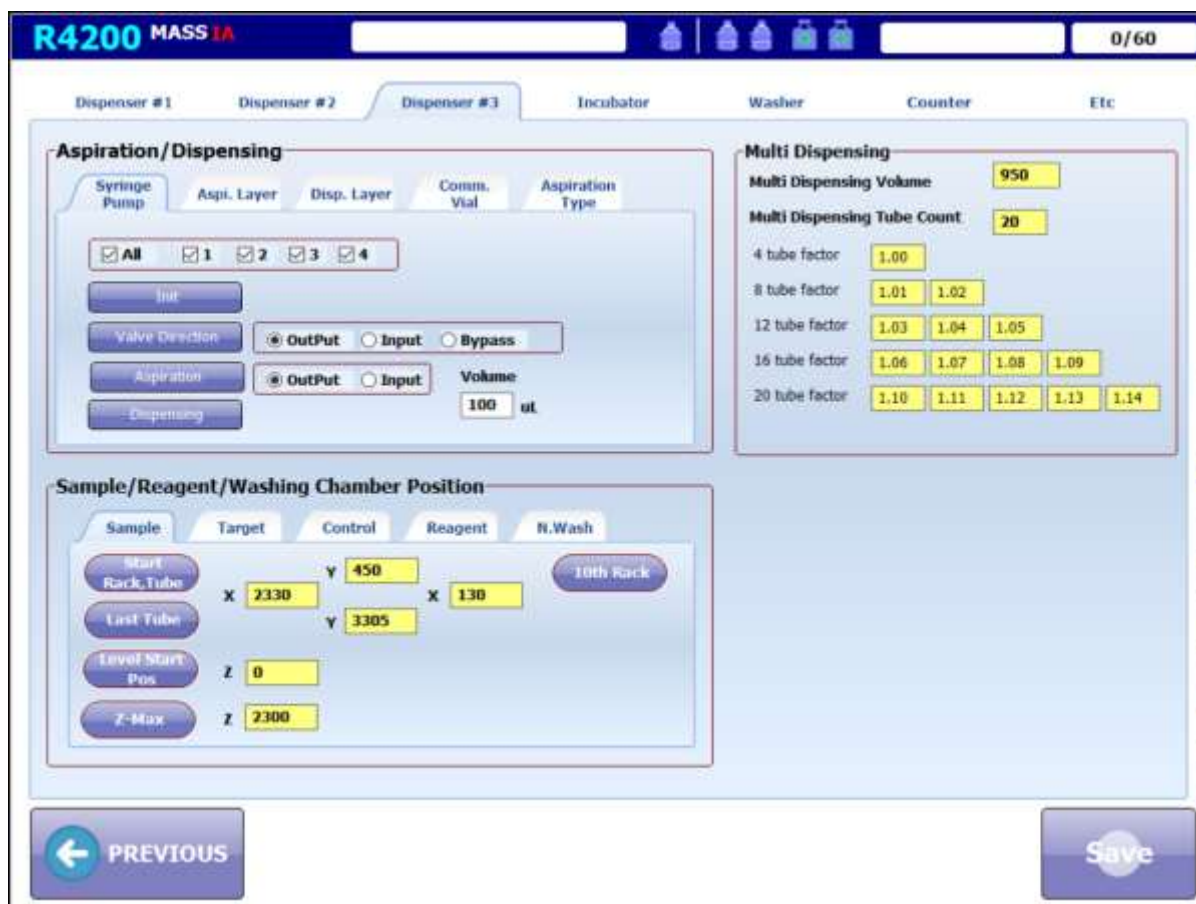 R4200 MASS IA
0/60
Dispenser #1 Dispenser #2 Dispenser #3 Incubator Washer Counter Etc
Aspiration/Dispensing
Syringe Pump Aspi. Layer Disp. Layer Comm. Vial Aspiration Type
All 1 2 3 4
Init
Valve Direction OutPut Input Bypass
Aspiration OutPut Input Volume
100 uL
Dispensing
Multi Dispensing
Multi Dispensing Volume 950
Multi Dispensing Tube Count 20
4 tube factor 1.00
8 tube factor 1.01 1.02
12 tube factor 1.03 1.04 1.05
16 tube factor 1.06 1.07 1.08 1.09
20 tube factor 1.10 1.11 1.12 1.13 1.14
Sample/Reagent/Washing Chamber Position
Sample Target Control Reagent N.Wash
Start Rack,Tube Y 450 10th Rack
X 2330 X 130
Last Tube Y 3305
Level Start Pos Z 0
Z-Max Z 2300
PREVIOUS
Save